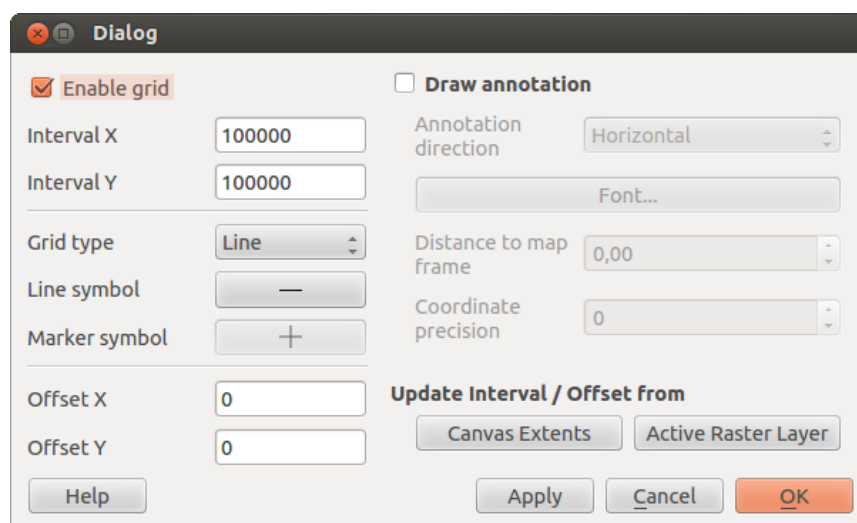 Dialog
Enable grid
Interval X 100000
Interval Y 100000
Grid type Line
Line symbol
Marker symbol
Offset X 0
Offset Y 0
Draw annotation
Annotation
direction
Horizontal
Font...
Distance to map
frame
0,00
Coordinate
precision
0
Update Interval / Offset from
Canvas Extents Active Raster Layer
Help Apply Cancel OK